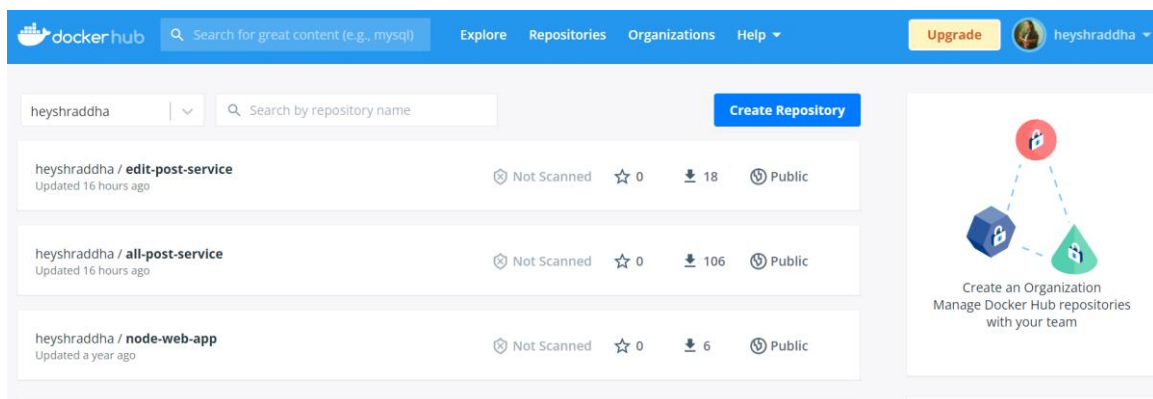 dockerhub Search for great content (e.g., mysql) Explore Repositories Organizations Help Upgrade heyshraddha
heyshraddha Search by repository name Create Repository
heyshraddha / edit-post-service Not Scanned 0 18 Public
Updated 16 hours ago
heyshraddha / all-post-service Not Scanned 0 106 Public
Updated 16 hours ago
heyshraddha / node-web-app Not Scanned 0 6 Public
Updated a year ago
Create an Organization
Manage Docker Hub repositories
with your team